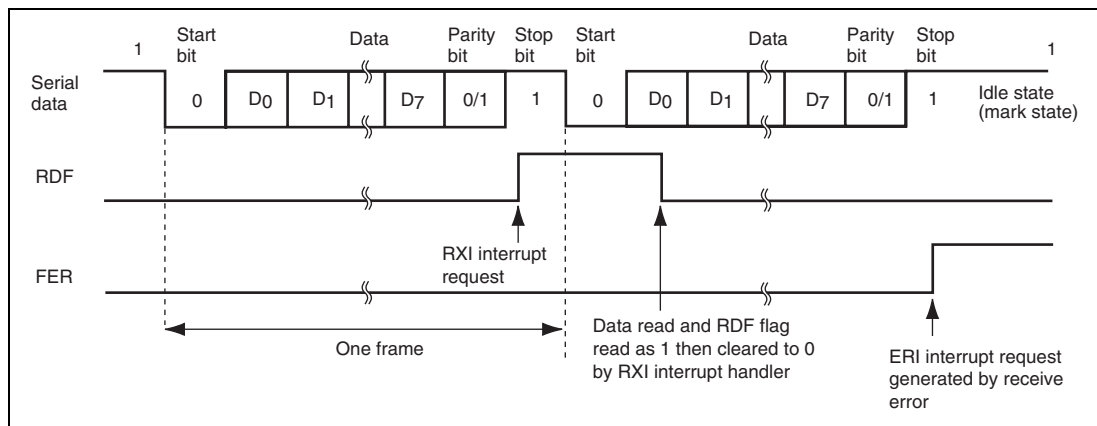 1 Start bit Data Parity bit Stop bit Start bit Data Parity bit Stop bit 1
Serial data
0 D0 D1 D7 0/1 1 0 D0 D1 D7 0/1 1
Idle state
(mark state)
RDF
RXI interrupt
request
FER
One frame
Data read and RDF flag
read as 1 then cleared to 0
by RXI interrupt handler
ERI interrupt request
generated by receive
error